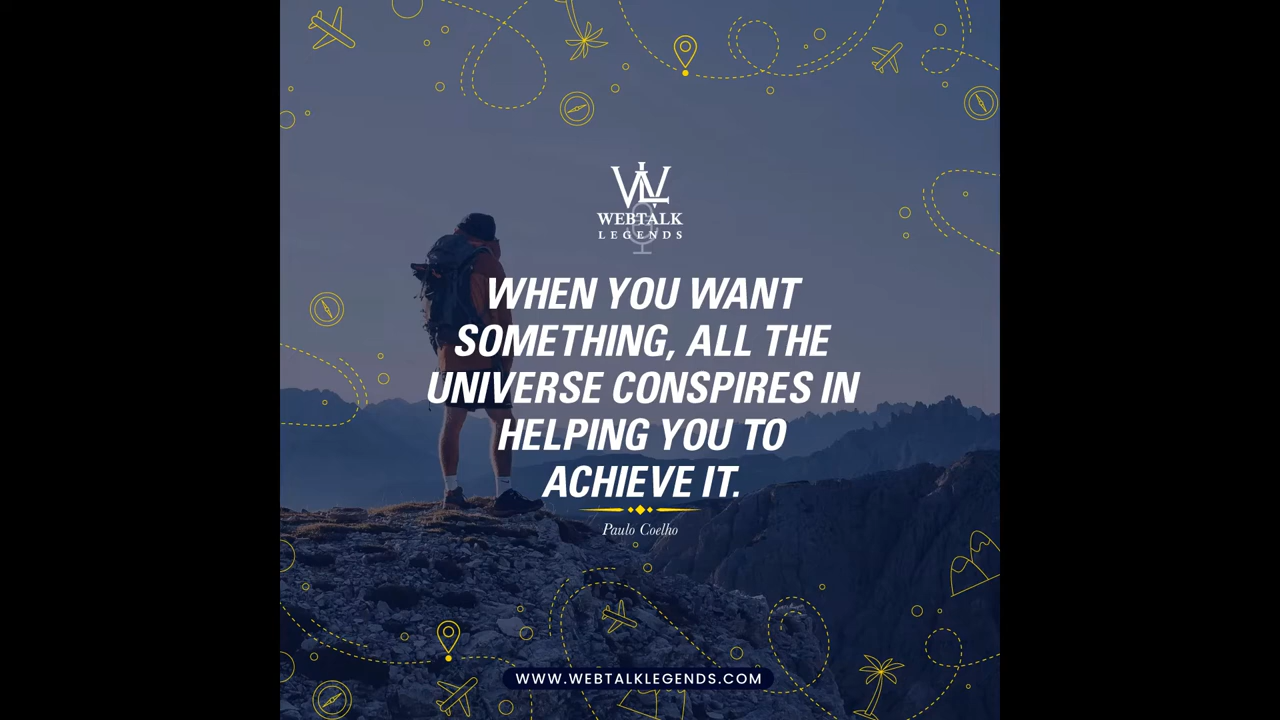 WL
WEBTALK
LEGENDS
WHEN YOU WANT
SOMETHING, ALL THE
UNIVERSE CONSPIRES IN
HELPING YOU TO
ACHIEVE IT.
Paulo Coelho
WWW.WEBTALKLEGENDS.COM